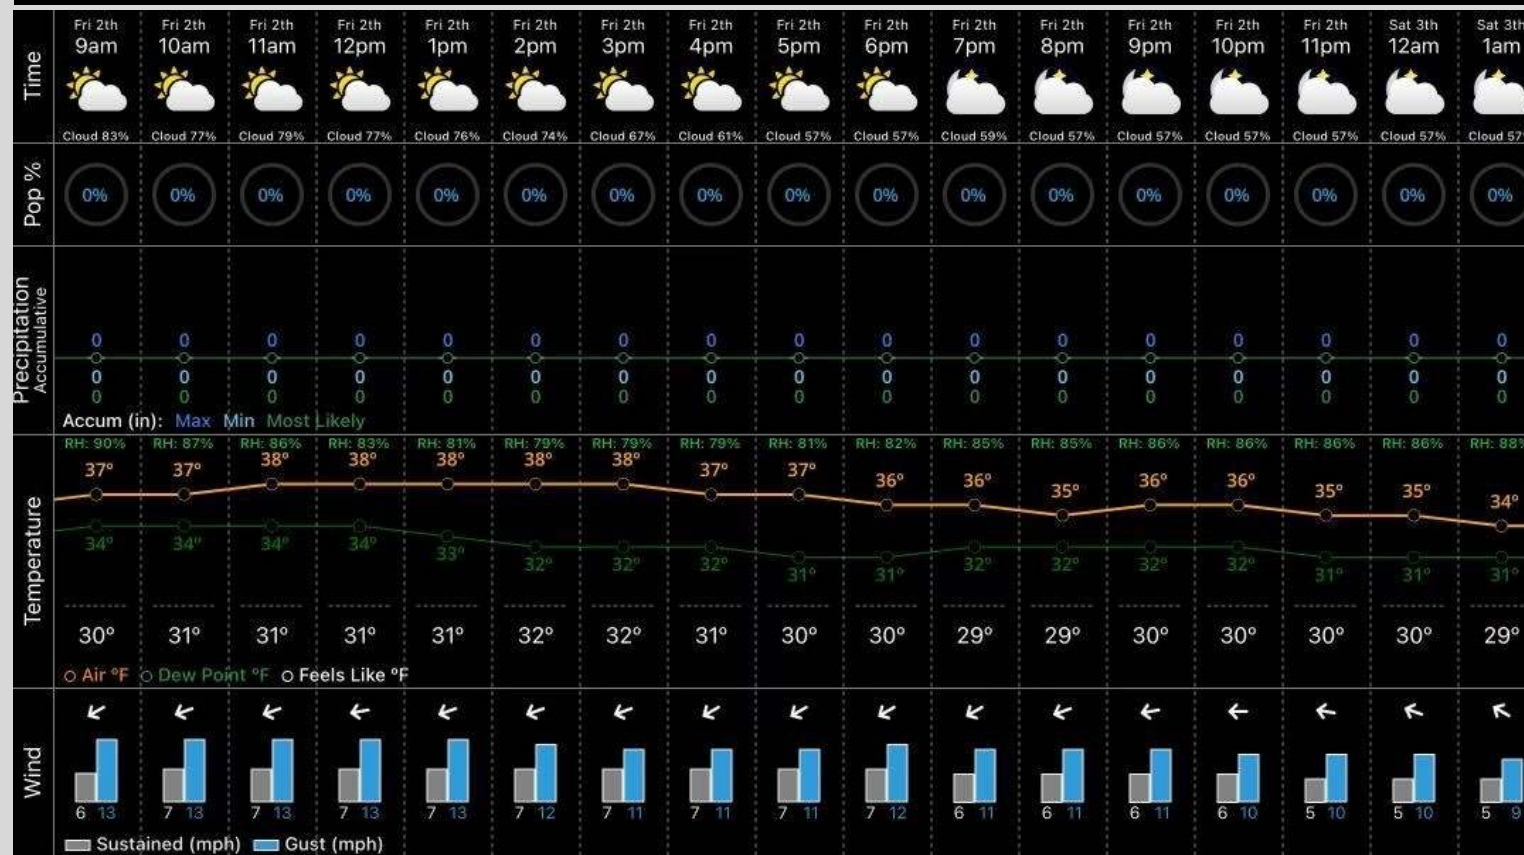 Time
Fri 2th Fri 2th Fri 2th Fri 2th Fri 2th Fri 2th Fri 2th Fri 2th Fri 2th Fri 2th Fri 2th Fri 2th Fri 2th Fri 2th Fri 2th Sat 3th Sat 3th
9am 10am 11am 12pm 1pm 2pm 3pm 4pm 5pm 6pm 7pm 8pm 9pm 10pm 11pm 12am 1am
Cloud 83% Cloud 77% Cloud 79% Cloud 77% Cloud 76% Cloud 74% Cloud 67% Cloud 61% Cloud 57% Cloud 57% Cloud 59% Cloud 57% Cloud 57% Cloud 57% Cloud 57% Cloud 57% Cloud 57%
Pop %
0% 0% 0% 0% 0% 0% 0% 0% 0% 0% 0% 0% 0% 0% 0% 0% 0%
Precipitation
Accumulative
0 0 0 0 0 0 0 0 0 0 0 0 0 0 0 0 0
0 0 0 0 0 0 0 0 0 0 0 0 0 0 0 0 0
0 0 0 0 0 0 0 0 0 0 0 0 0 0 0 0 0
Accum (in): Max Min Most Likely
Temperature
RH: 90% RH: 87% RH: 86% RH: 83% RH: 81% RH: 79% RH: 79% RH: 79% RH: 81% RH: 82% RH: 85% RH: 85% RH: 86% RH: 86% RH: 86% RH: 86% RH: 88%
37° 37° 38° 38° 38° 38° 38° 37° 37° 36° 36° 35° 36° 36° 35° 35° 34°
34° 34° 34° 34° 33° 32° 32° 32° 31° 31° 32° 32° 32° 32° 31° 31° 31°
30° 31° 31° 31° 31° 32° 32° 31° 30° 30° 29° 29° 30° 30° 30° 30° 29°
Air °F Dew Point °F Feels Like °F
Wind
6 13 7 13 7 13 7 13 7 13 7 12 7 11 7 11 7 11 7 12 6 11 6 11 6 11 6 10 5 10 5 10 5 9
Sustained (mph) Gust (mph)